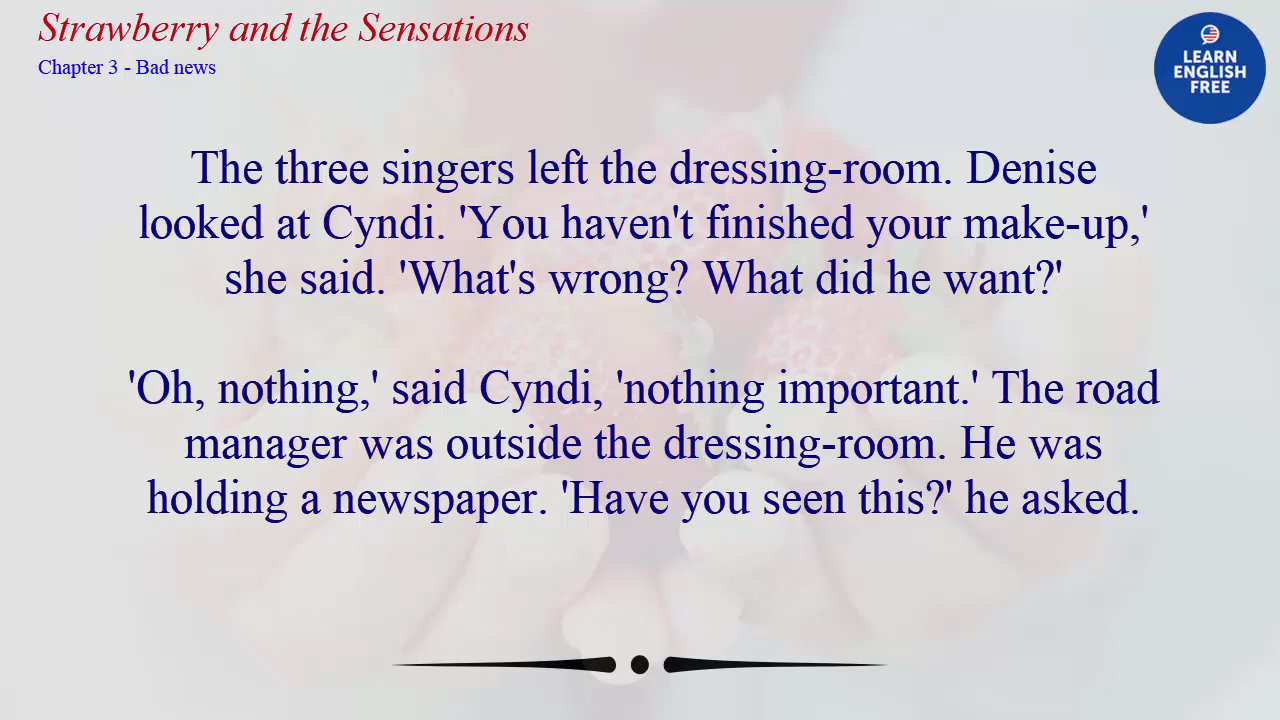 Strawberry and the Sensations
Chapter 3 - Bad news
LEARN
ENGLISH
FREE
The three singers left the dressing-room. Denise
looked at Cyndi. 'You haven't finished your make-up,'
she said. 'What's wrong? What did he want?'
'Oh, nothing,' said Cyndi, 'nothing important.' The road
manager was outside the dressing-room. He was
holding a newspaper. 'Have you seen this?' he asked.